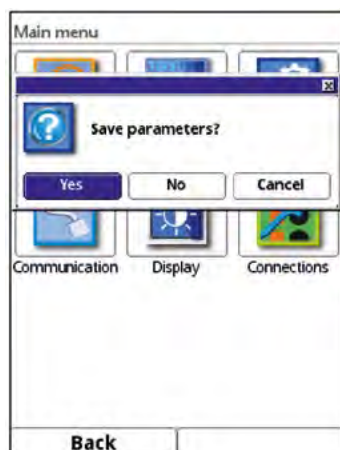 Main menu
Save parameters?
Yes No Cancel
Communication Display Connections
Back